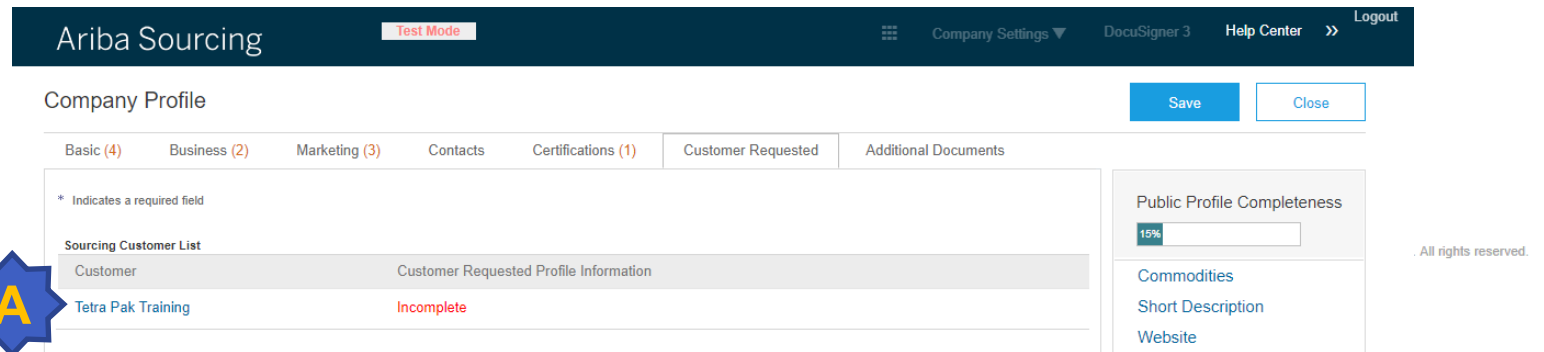 Ariba Sourcing
Test Mode
Company Settings ▼
DocuSigner 3
Help Center »
Logout
Company Profile
Save
Close
Basic (4) Business (2) Marketing (3) Contacts Certifications (1) Customer Requested Additional Documents
* Indicates a required field
Sourcing Customer List
Customer Customer Requested Profile Information
A
Tetra Pak Training Incomplete
Public Profile Completeness
15%
Commodities
Short Description
Website
. All rights reserved.